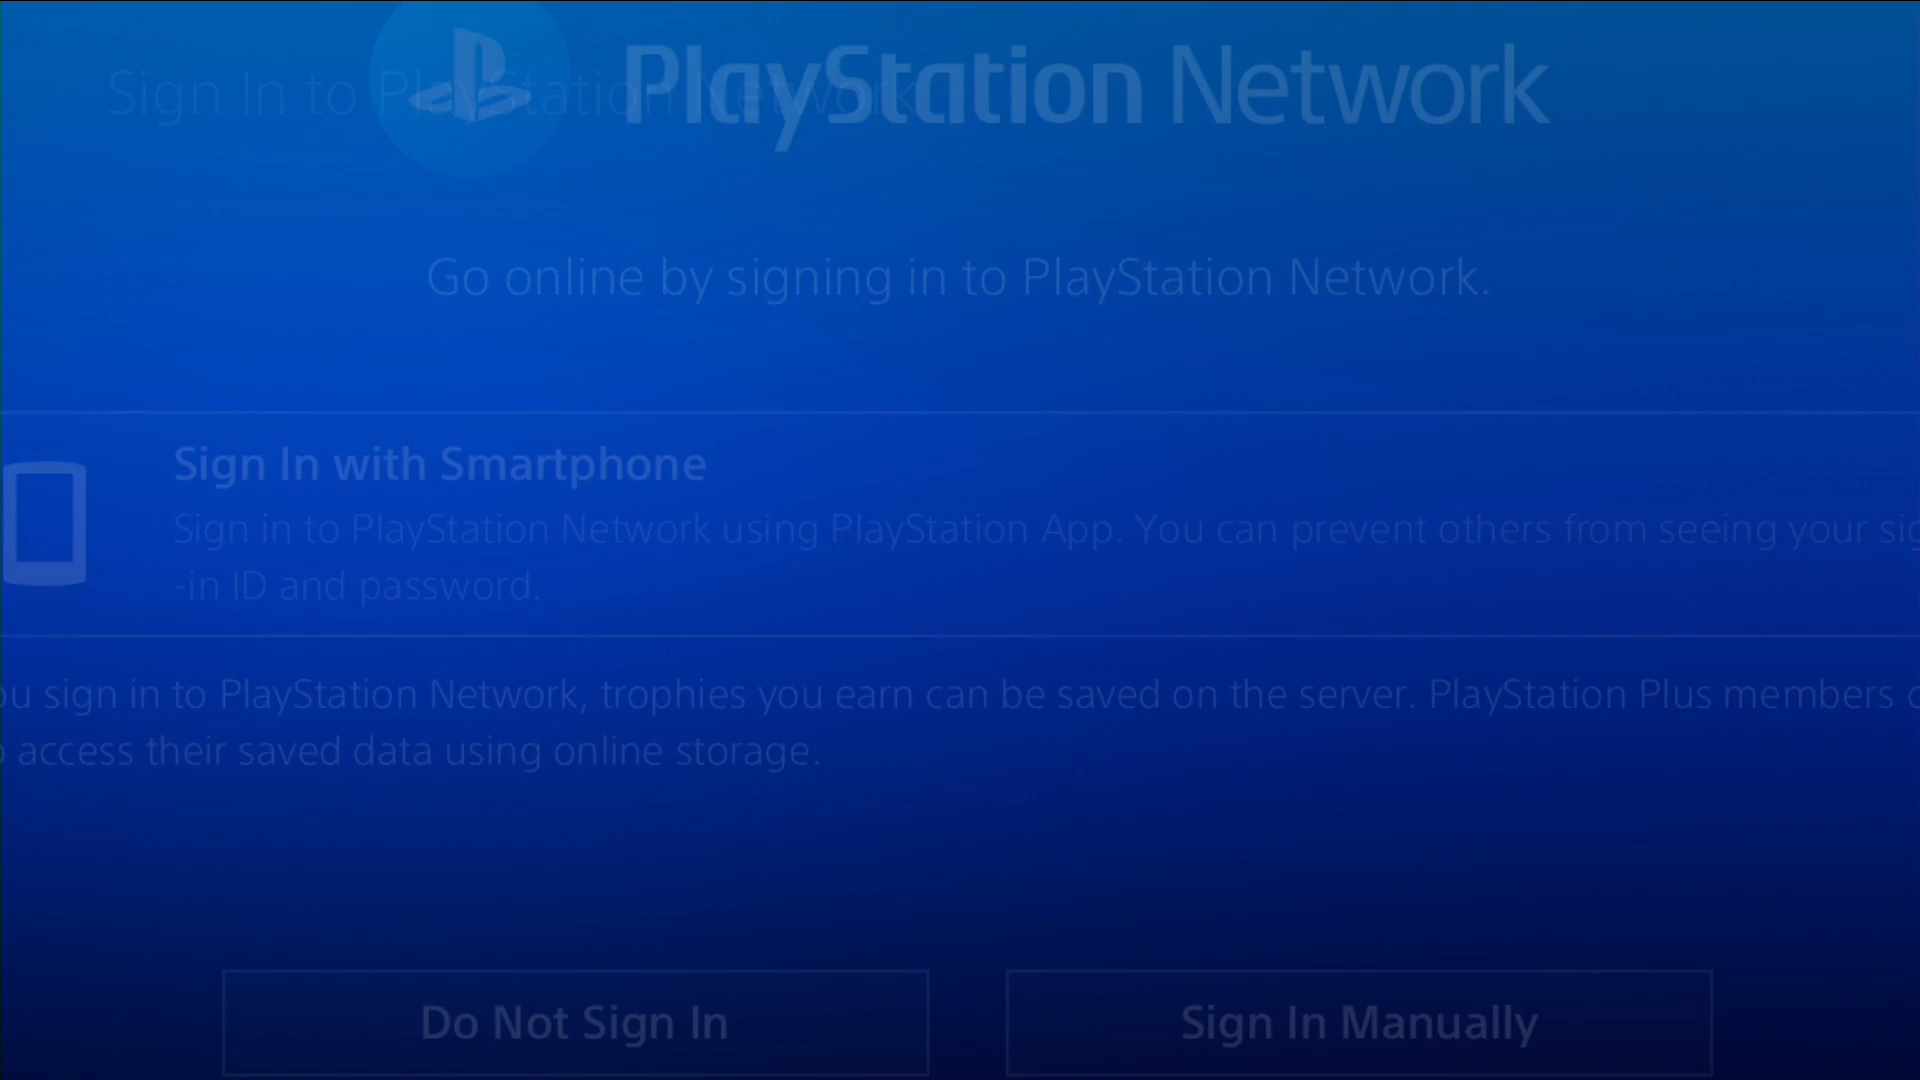 Sign In to PlayStation Network
PlayStation Network
Go online by signing in to PlayStation Network.
Sign In with Smartphone
Sign in to PlayStation Network using PlayStation App. You can prevent others from seeing your sig
-in ID and password.
ou sign in to PlayStation Network, trophies you earn can be saved on the server. PlayStation Plus members c
o access their saved data using online storage.
Do Not Sign In
Sign In Manually